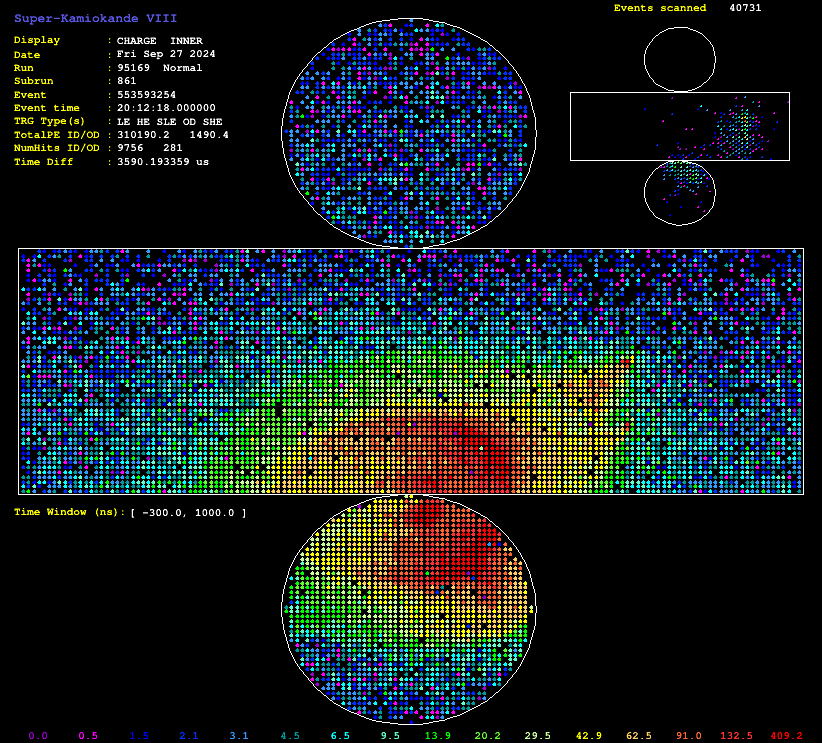 Super-Kamiokande VIII
Events scanned 40731
Display : CHARGE INNER
Date : Fri Sep 27 2024
Run : 95169 Normal
Subrun : 861
Event : 553593254
Event time : 20:12:18.000000
TRG Type(s) : LE HE SLE OD SHE
TotalPE ID/OD : 310190.2 1490.4
NumHits ID/OD : 9756 281
Time Diff : 3590.193359 us
Time Window (ns): [ -300.0, 1000.0 ]
0.0 0.5 1.5 2.1 3.1 4.5 6.5 9.5 13.9 20.2 29.5 42.9 62.5 91.0 132.5 409.2